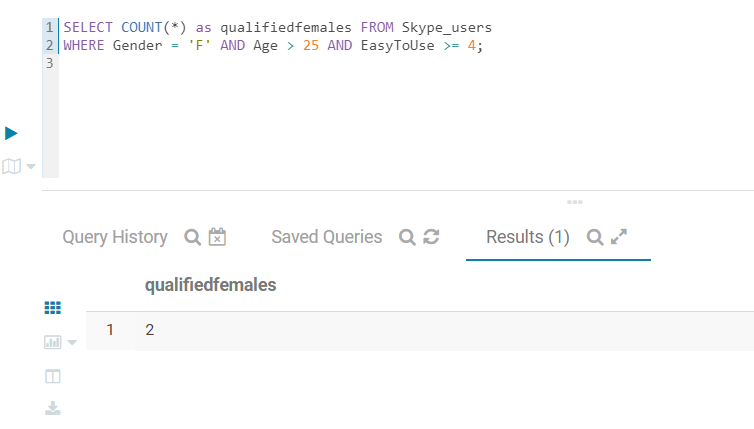 1 SELECT COUNT(*) as qualifiedfemales FROM Skype_users
2 WHERE Gender = 'F' AND Age > 25 AND EasyToUse >= 4;
3
Query History Saved Queries Results (1)
qualifiedfemales
1 2